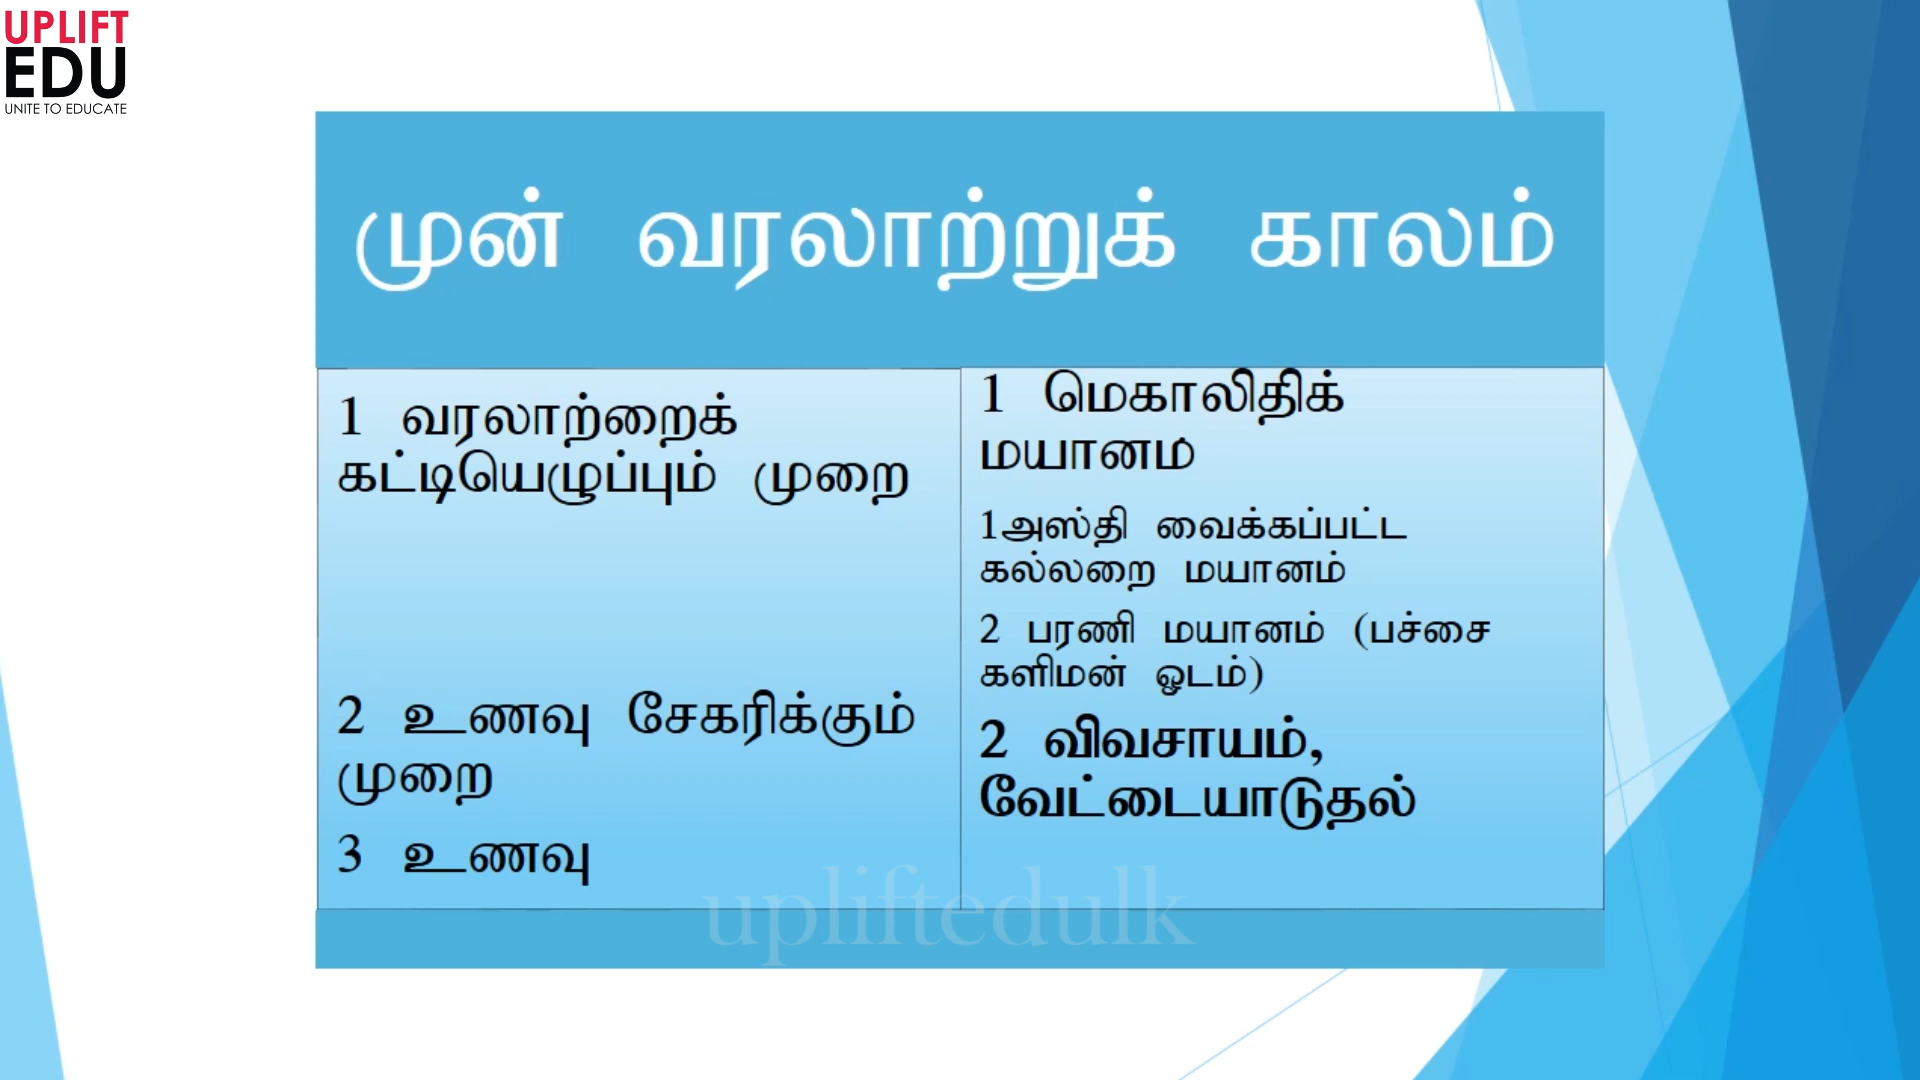 UPLIFT
EDU
UNITE TO EDUCATE
முன் வரலாற்றுக் காலம்
1 வரலாற்றைக்
கட்டியெழுப்பும் முறை
2 உணவு சேகரிக்கும்
முறை
3 உணவு
1 மெகாலிதிக்
மயானம்
1அஸ்தி வைக்கப்பட்ட
கல்லறை மயானம்
2 பரணி மயானம் (பச்சை
களிமன் ஓடம்)
2 விவசாயம்,
வேட்டையாடுதல்
upliftedulk